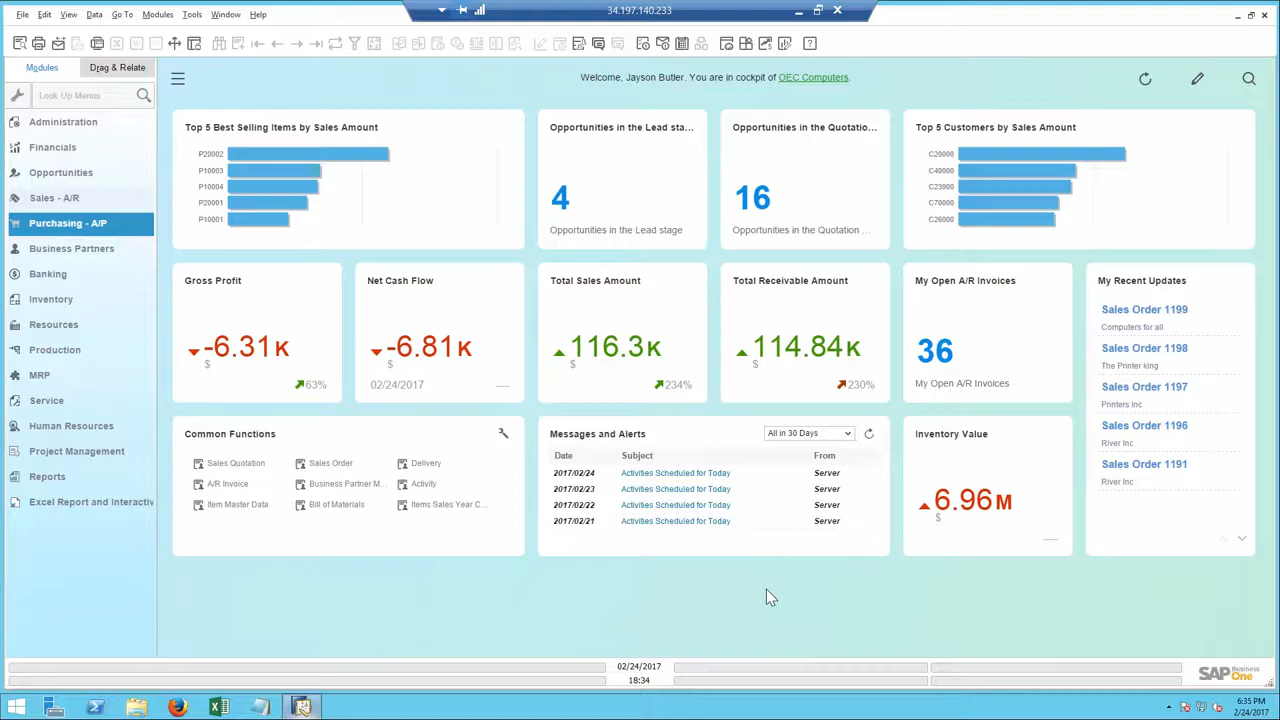 34.197.140.233
File Edit View Data Go To Modules Tools Window Help
Modules Drag & Relate
Look Up Menus
Administration
Financials
Opportunities
Sales - A/R
Purchasing - A/P
Business Partners
Banking
Inventory
Resources
Production
MRP
Service
Human Resources
Project Management
Reports
Excel Report and Interactiv
Welcome, Jayson Butler. You are in cockpit of OEC Computers.
Top 5 Best Selling Items by Sales Amount
P20002
P10003
P10004
P20001
P10001
Opportunities in the Lead sta...
4
Opportunities in the Lead stage
Opportunities in the Quotatio...
16
Opportunities in the Quotation ...
Top 5 Customers by Sales Amount
C20000
C40000
C23900
C70000
C26000
Gross Profit
-6.31K
$
63%
Net Cash Flow
-6.81K
$
02/24/2017
Total Sales Amount
116.3K
$
234%
Total Receivable Amount
114.84K
$
230%
My Open A/R Invoices
36
My Open A/R Invoices
My Recent Updates
Sales Order 1199
Computers for all
Sales Order 1198
The Printer king
Sales Order 1197
Printers Inc
Sales Order 1196
River Inc
Sales Order 1191
River Inc
Common Functions
Sales Quotation Sales Order Delivery
A/R Invoice Business Partner M... Activity
Item Master Data Bill of Materials Items Sales Year C...
Messages and Alerts All in 30 Days
Date Subject From
2017/02/24 Activities Scheduled for Today Server
2017/02/23 Activities Scheduled for Today Server
2017/02/22 Activities Scheduled for Today Server
2017/02/21 Activities Scheduled for Today Server
Inventory Value
6.96M
$
02/24/2017
18:34
SAP Business One
6:35 PM
2/24/2017